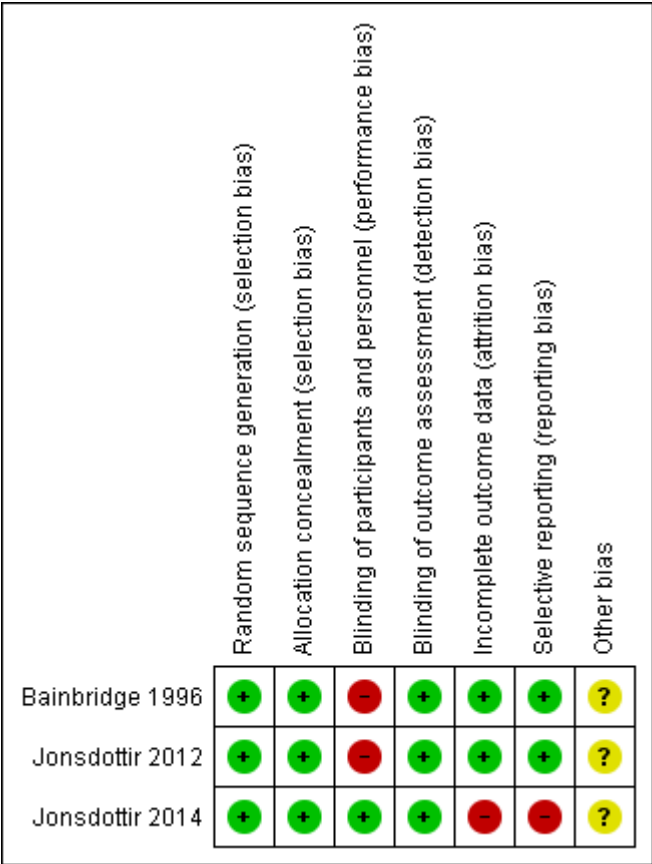 Random sequence generation (selection bias)
Allocation concealment (selection bias)
Blinding of participants and personnel (performance bias)
Blinding of outcome assessment (detection bias)
Incomplete outcome data (attrition bias)
Selective reporting (reporting bias)
Other bias
Bainbridge 1996 + + - + + + ?
Jonsdottir 2012 + + - + + + ?
Jonsdottir 2014 + + + + - - ?